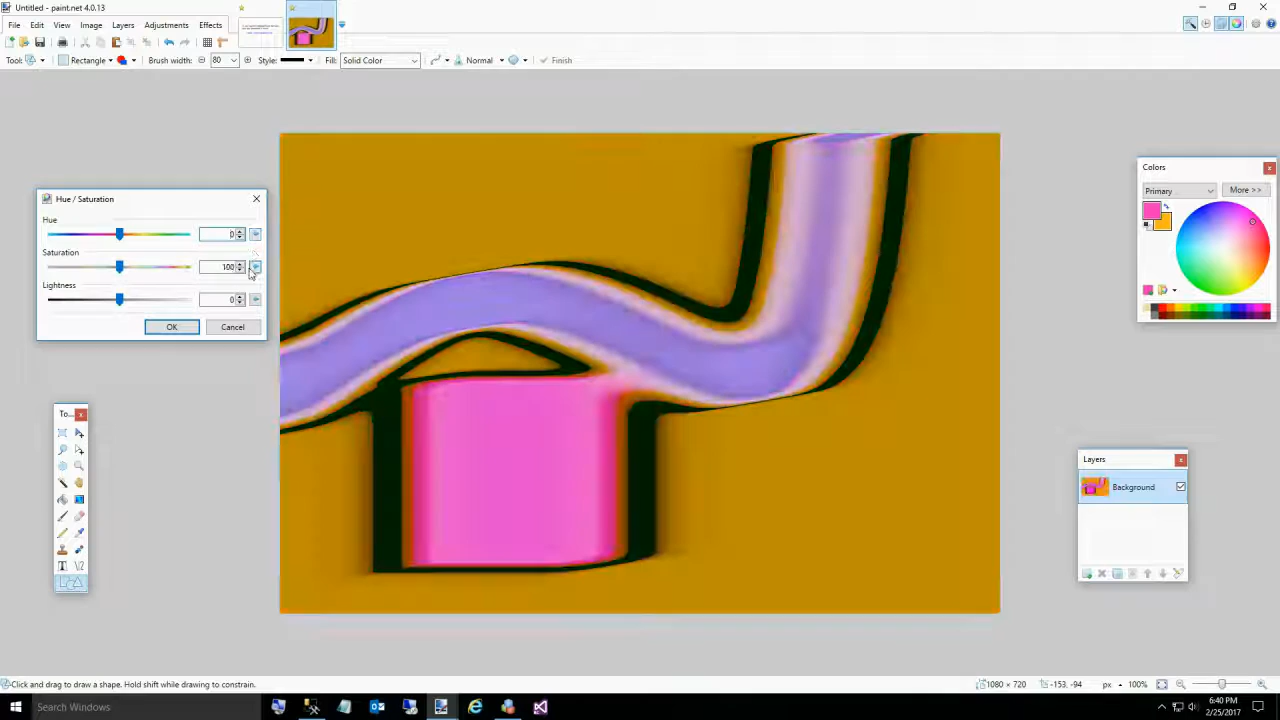 Untitled - paint.net 4.0.13
File Edit View Image Layers Adjustments Effects
Tool: Rectangle Brush width: 80 Style: Fill: Solid Color Normal Finish
Hue / Saturation
Hue
0
Saturation
100
Lightness
0
OK Cancel
To...
Colors
Primary More >>
Layers
Background
Click and drag to draw a shape. Hold shift while drawing to constrain.
1080 × 720 -153, -94 px 100%
Search Windows
6:40 PM
2/25/2017